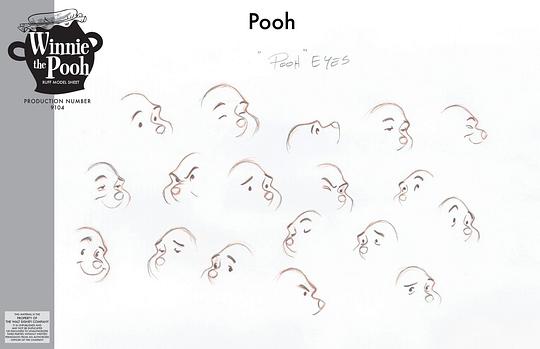 Pooh
"Pooh" EYES
Winnie
the Pooh
RUFF MODEL SHEET
PRODUCTION NUMBER
9104
THIS MATERIAL IS THE
PROPERTY OF
THE WALT DISNEY COMPANY